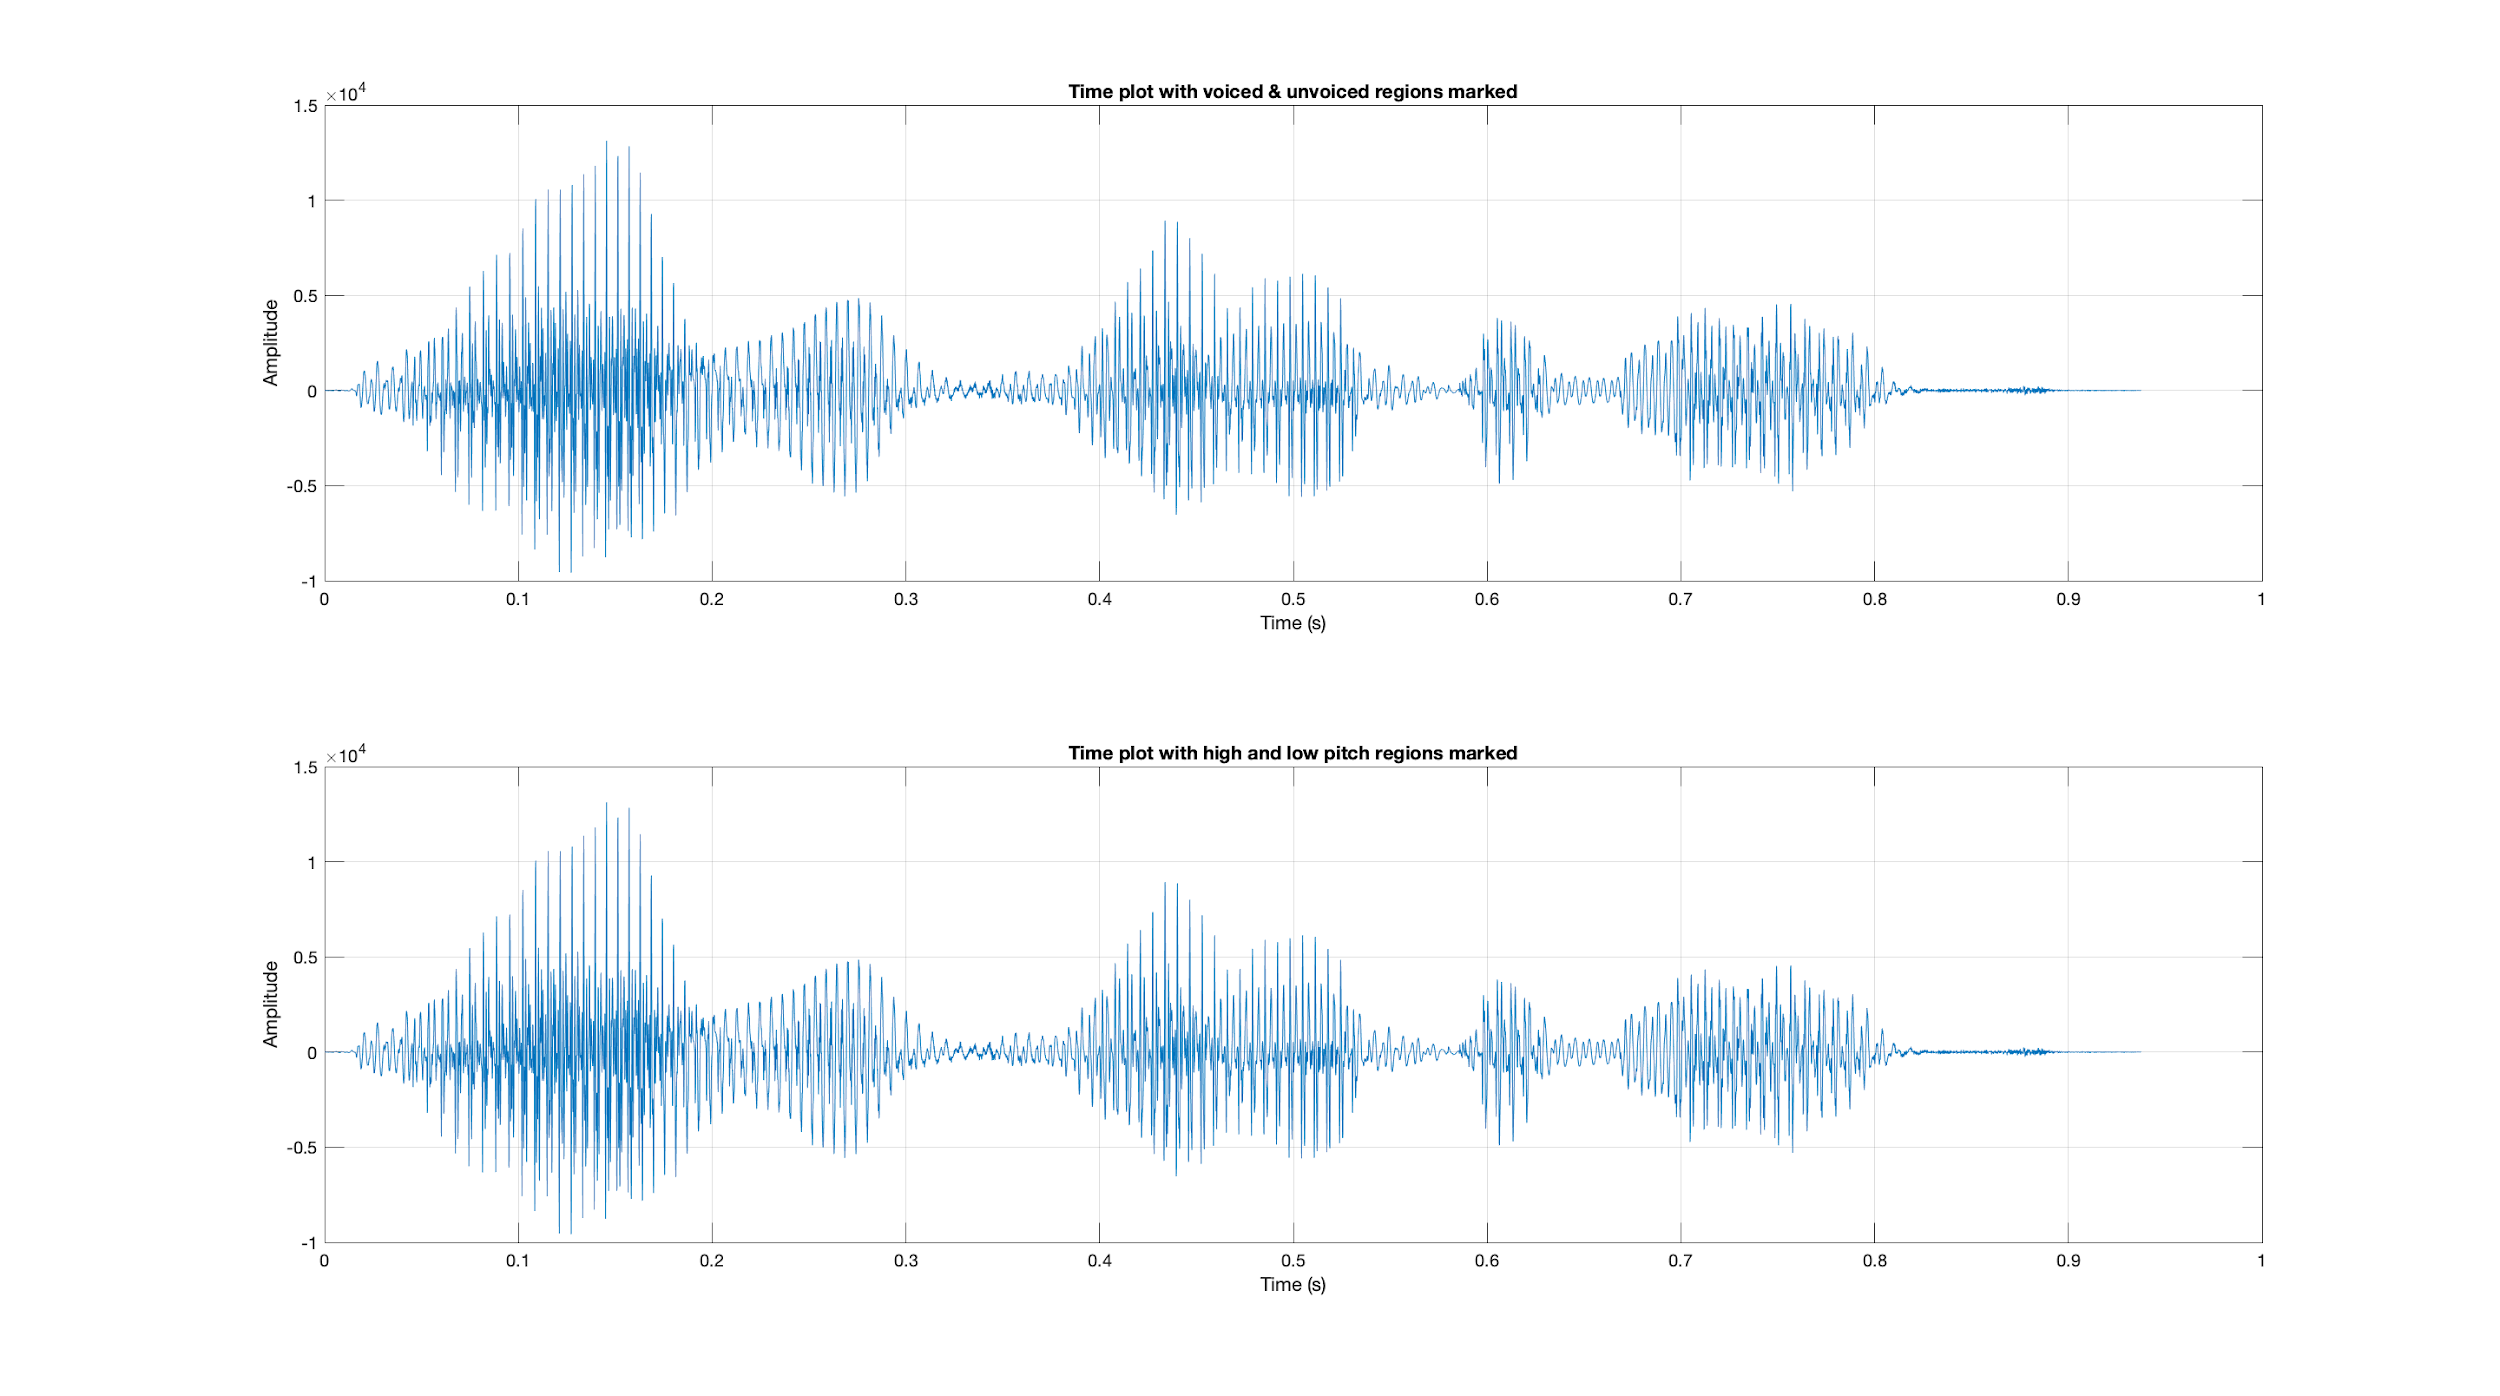 Time plot with voiced & unvoiced regions marked
×10⁴
1.5
1
0.5
0
-0.5
-1
Amplitude
0 0.1 0.2 0.3 0.4 0.5 0.6 0.7 0.8 0.9 1
Time (s)
Time plot with high and low pitch regions marked
×10⁴
1.5
1
0.5
0
-0.5
-1
Amplitude
0 0.1 0.2 0.3 0.4 0.5 0.6 0.7 0.8 0.9 1
Time (s)